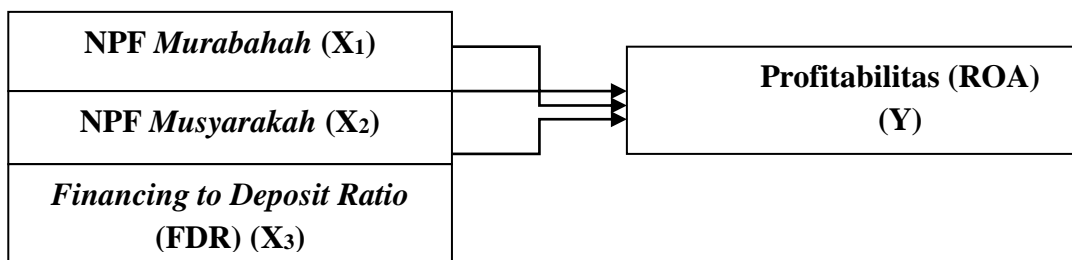 NPF Murabahah (X1)
Profitabilitas (ROA)
(Y)
NPF Musyarakah (X2)
Financing to Deposit Ratio
(FDR) (X3)